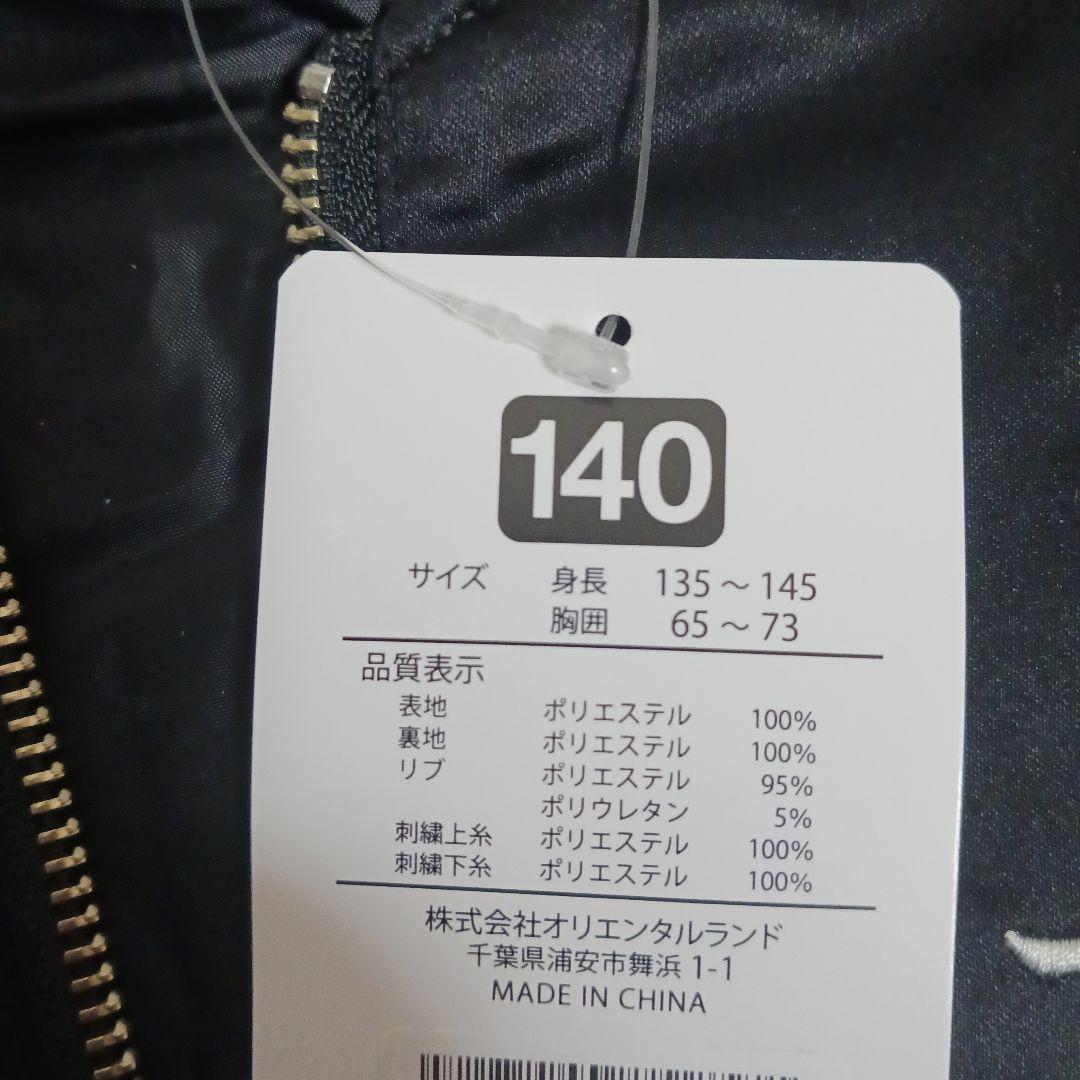 140
サイズ 身長 135～145
胸囲 65～73
品質表示
表地 ポリエステル 100%
裏地 ポリエステル 100%
リブ ポリエステル 95%
ポリウレタン 5%
刺繍上糸 ポリエステル 100%
刺繍下糸 ポリエステル 100%
株式会社オリエンタルランド
千葉県浦安市舞浜 1-1
MADE IN CHINA